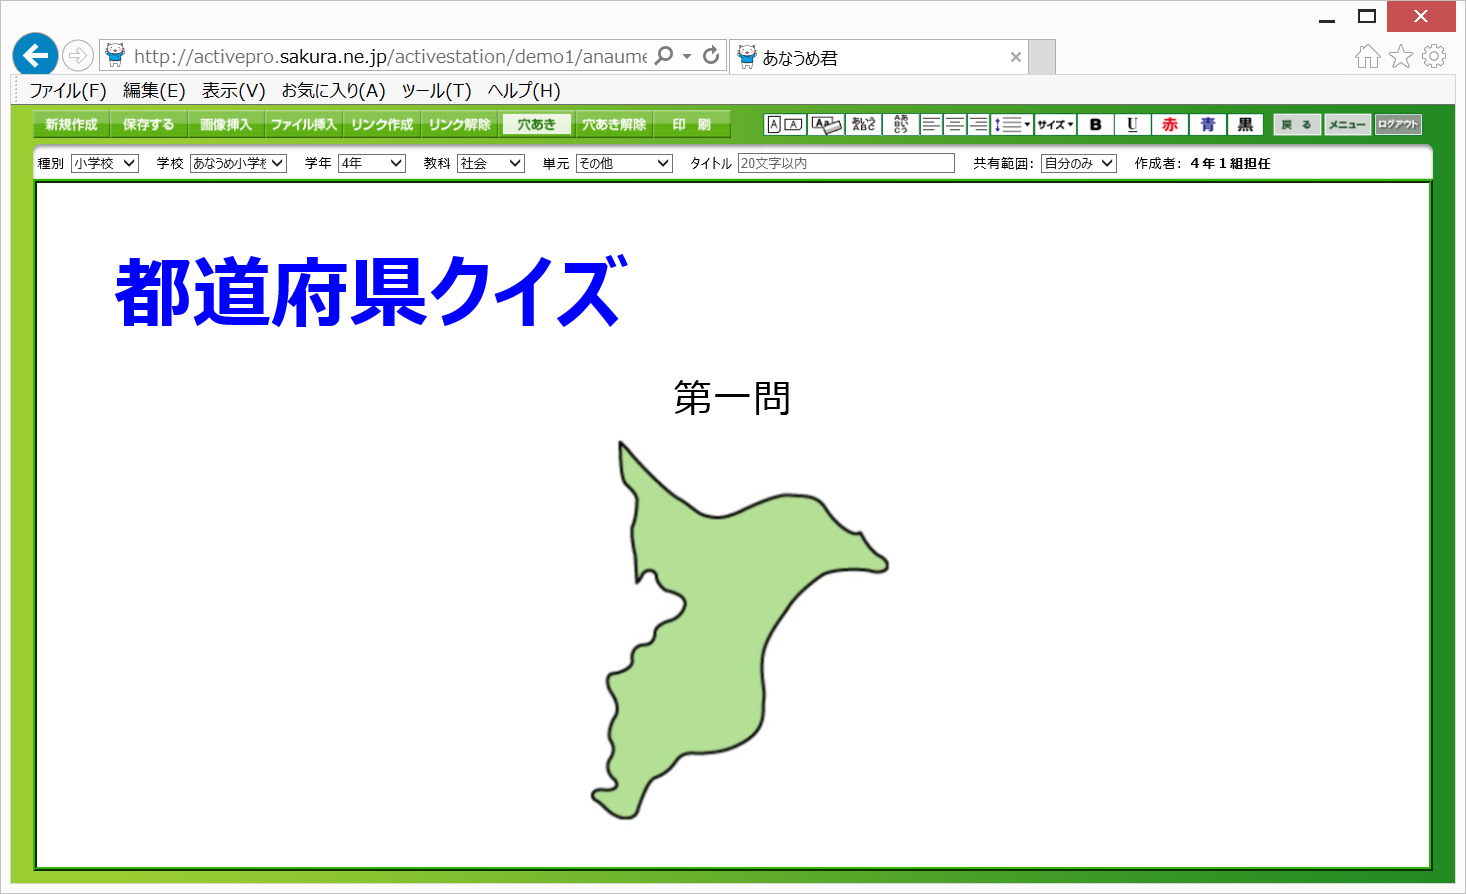 http://activepro.sakura.ne.jp/activestation/demo1/anaume
あなうめ君
ファイル(F) 編集(E) 表示(V) お気に入り(A) ツール(T) ヘルプ(H)
新規作成 保存する 画像挿入 ファイル挿入 リンク作成 リンク解除 穴あき 穴あき解除 印 刷 サイズ B U 赤 青 黒 戻 る メニュー ログアウト
種別 小学校 学校 あなうめ小学校 学年 4年 教科 社会 単元 その他 タイトル 20文字以内 共有範囲: 自分のみ 作成者: 4年1組担任
都道府県クイズ
第一問